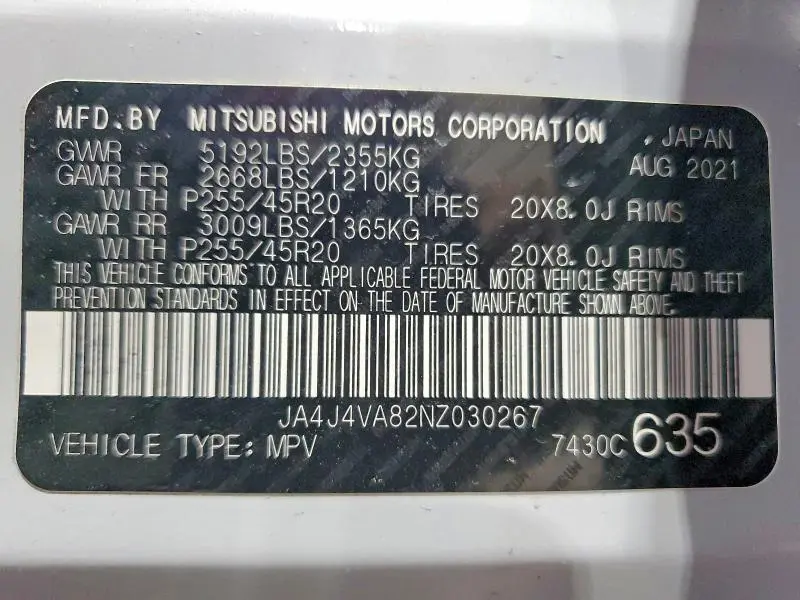 MFD. BY MITSUBISHI MOTORS CORPORATION , JAPAN
GVWR 5192LBS/2355KG AUG 2021
GAWR FR 2668LBS/1210KG
WITH P255/45R20 TIRES 20X8.0J RIMS
GAWR RR 3009LBS/1365KG
WITH P255/45R20 TIRES 20X8.0J RIMS
THIS VEHICLE CONFORMS TO ALL APPLICABLE FEDERAL MOTOR VEHICLE SAFETY AND THEFT
PREVENTION STANDARDS IN EFFECT ON THE DATE OF MANUFACTURE SHOWN ABOVE.
JA4J4VA82NZ030267
VEHICLE TYPE: MPV 7430C 635